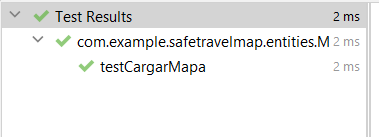 Test Results 2 ms
com.example.safetravelmap.entities.M 2 ms
testCargarMapa 2 ms